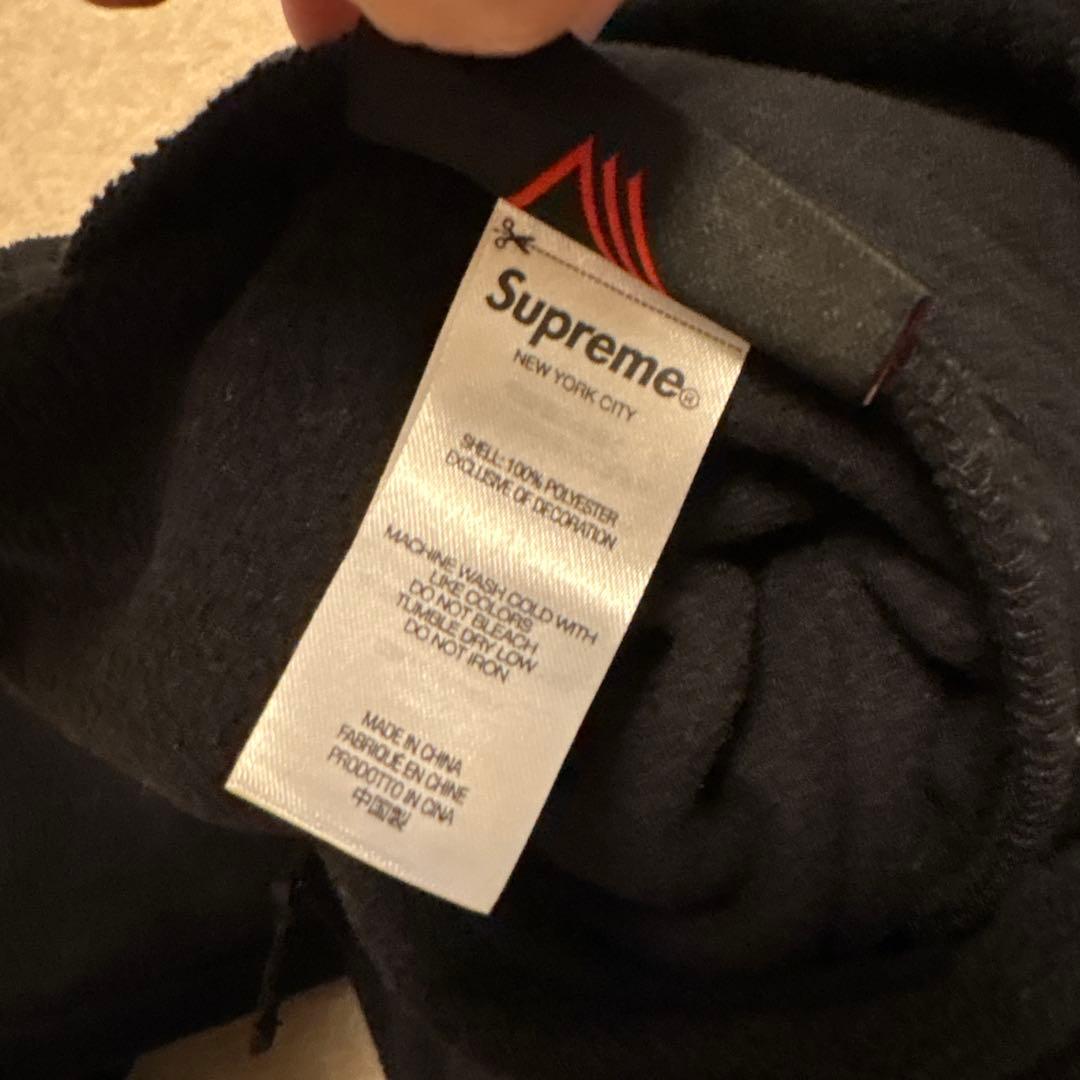 Supreme®
NEW YORK CITY
SHELL: 100% POLYESTER
EXCLUSIVE OF DECORATION
MACHINE WASH COLD WITH
LIKE COLORS
DO NOT BLEACH
TUMBLE DRY LOW
DO NOT IRON
MADE IN CHINA
FABRIQUÉ EN CHINE
PRODOTTO IN CINA
中国製